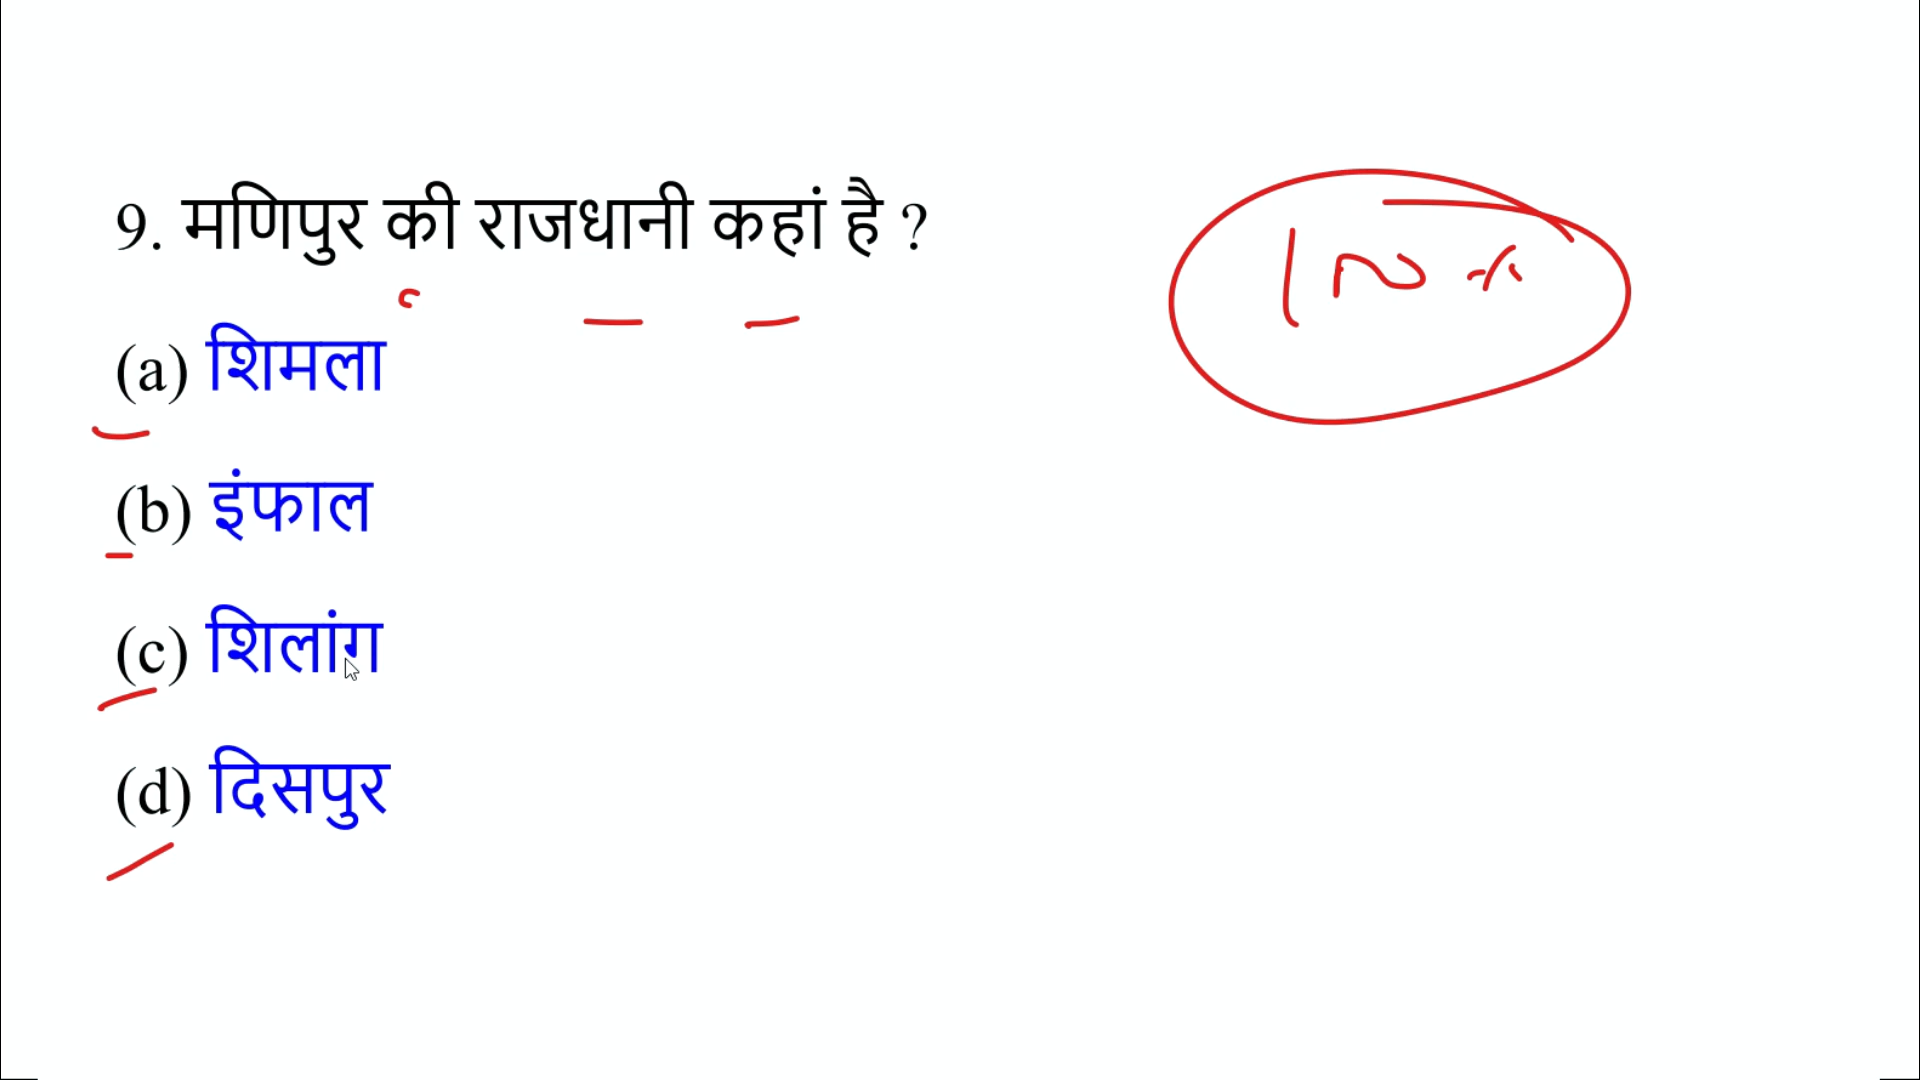 9. मणिपुर की राजधानी कहां है ?
(a) शिमला
(b) इंफाल
(c) शिलांग
(d) दिसपुर